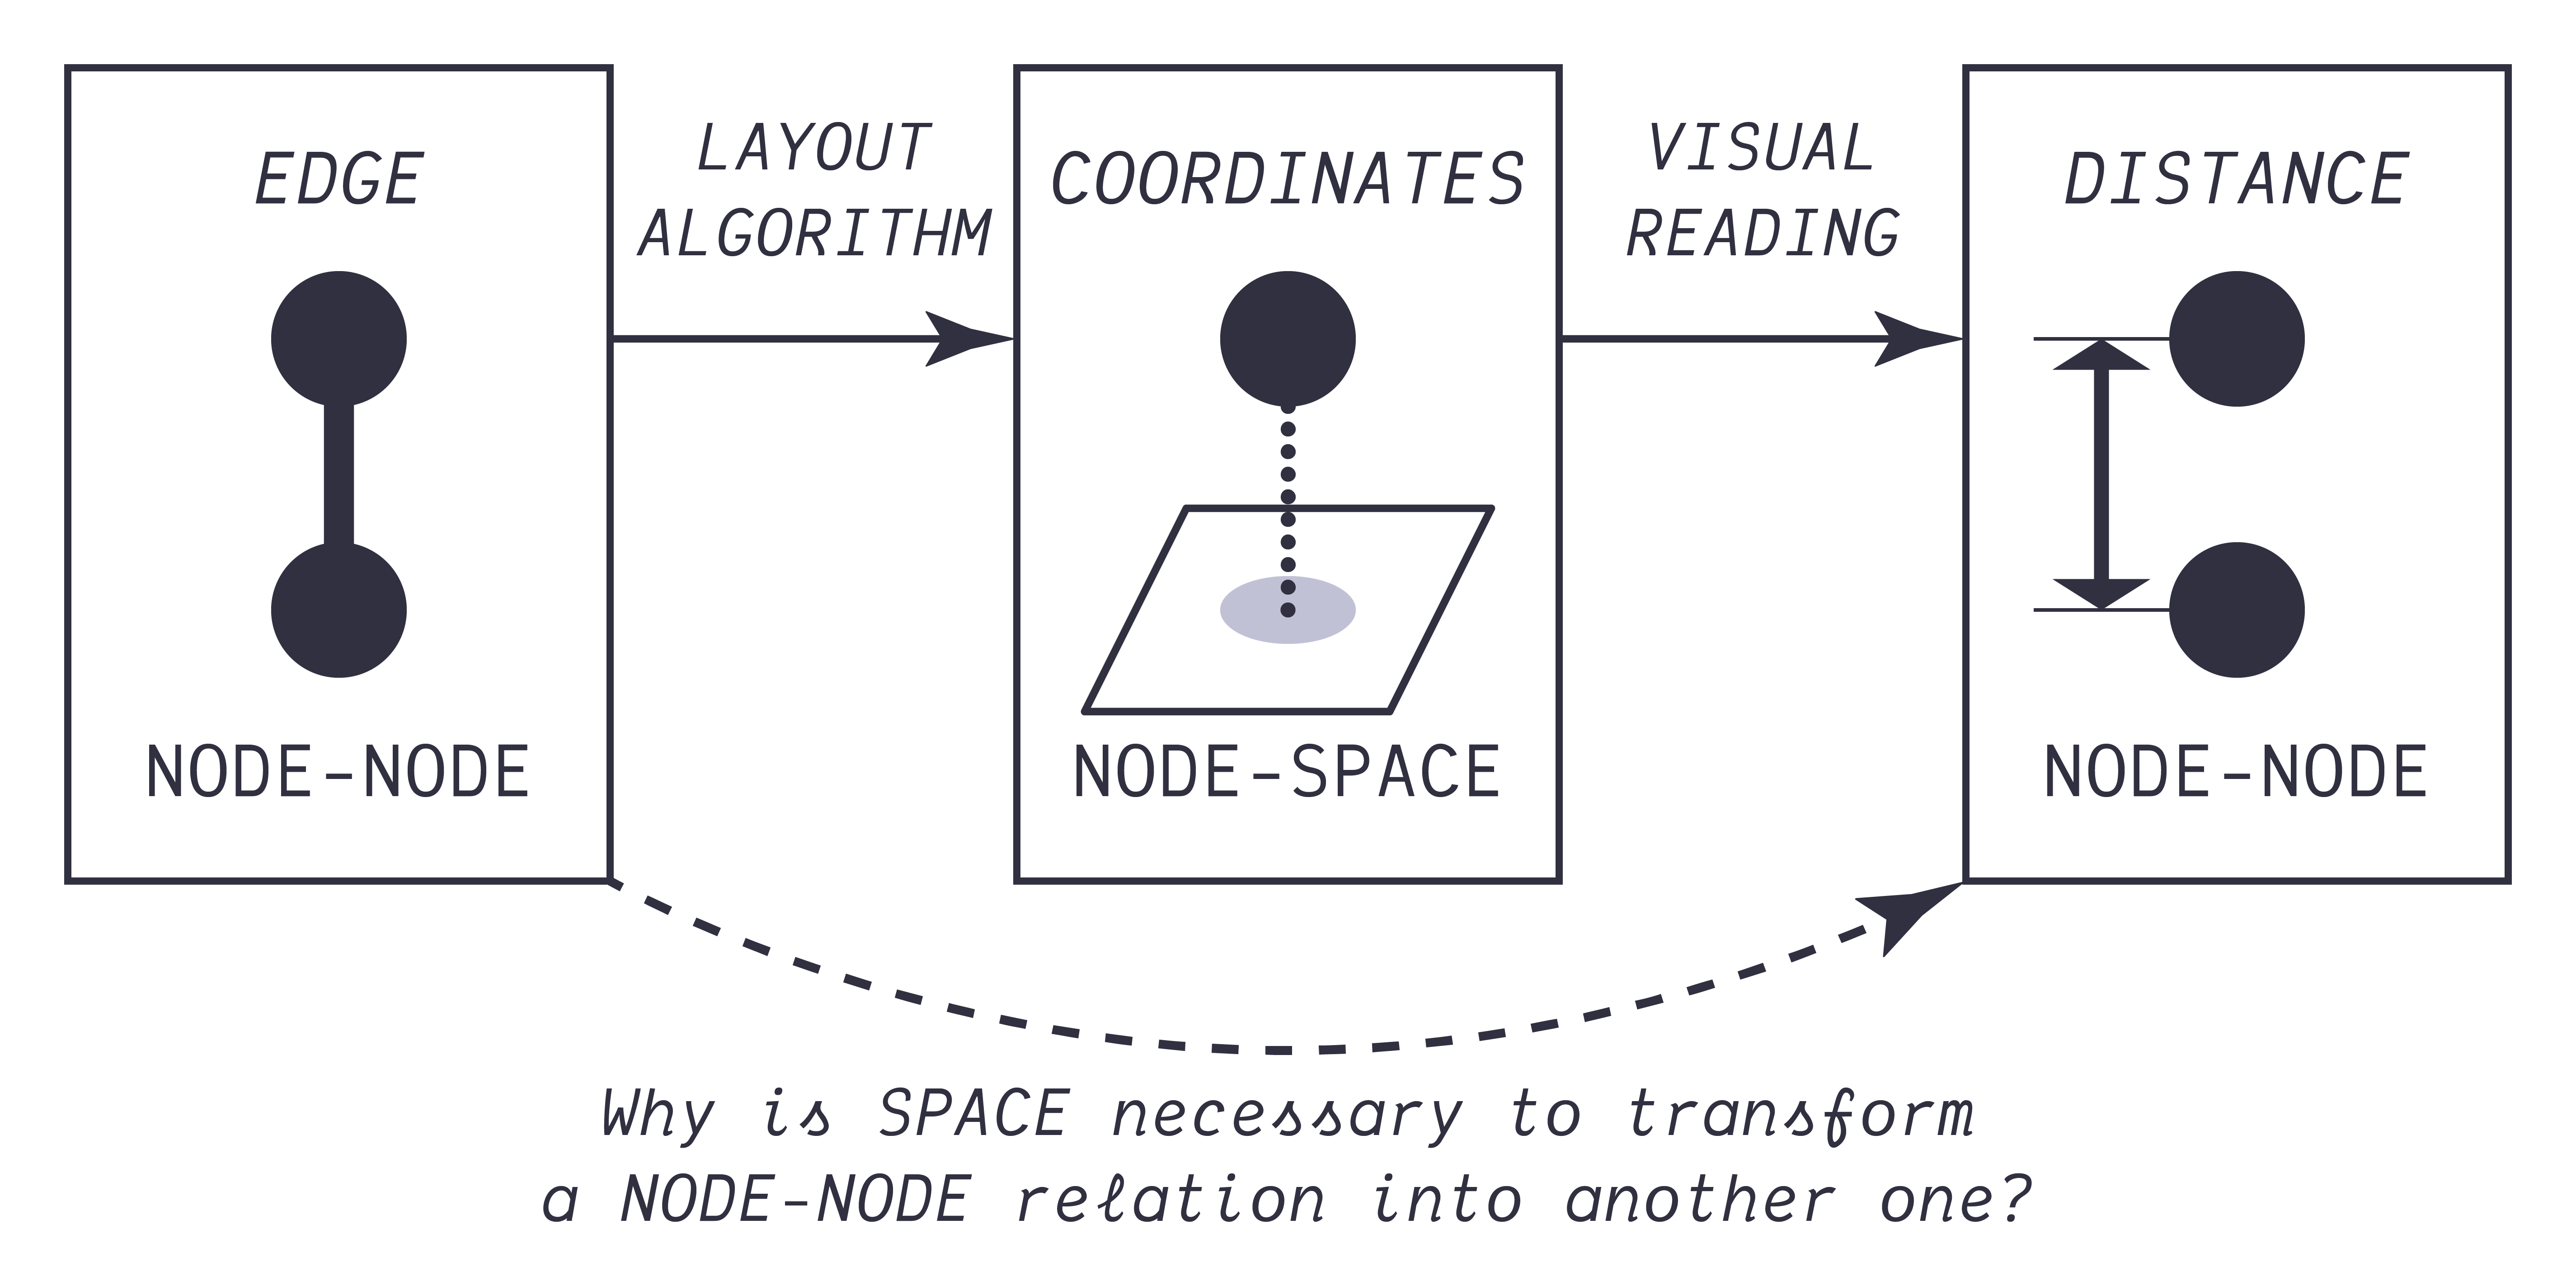 EDGE
NODE-NODE
LAYOUT
ALGORITHM
COORDINATES
NODE-SPACE
VISUAL
READING
DISTANCE
NODE-NODE
Why is SPACE necessary to transform
a NODE-NODE relation into another one?